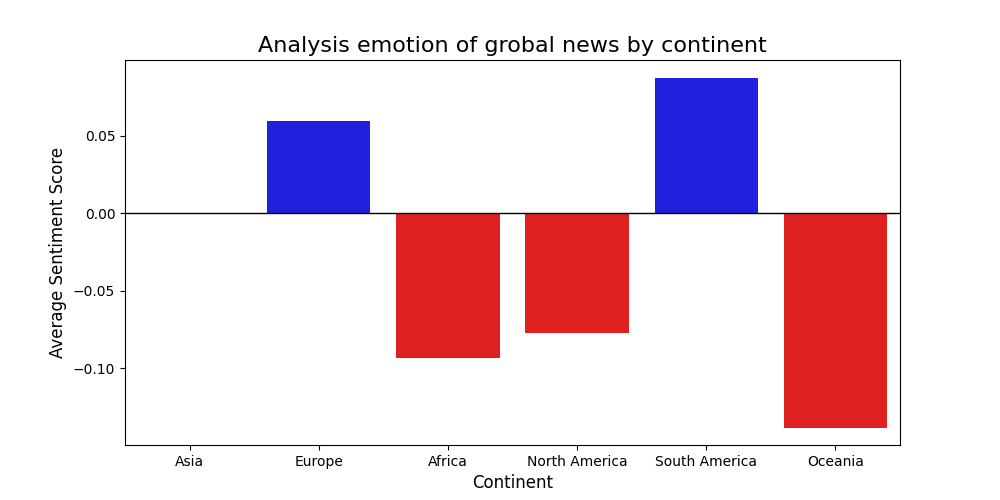 Analysis emotion of grobal news by continent
Average Sentiment Score
0.05
0.00
−0.05
−0.10
Asia
Europe
Africa
North America
South America
Oceania
Continent